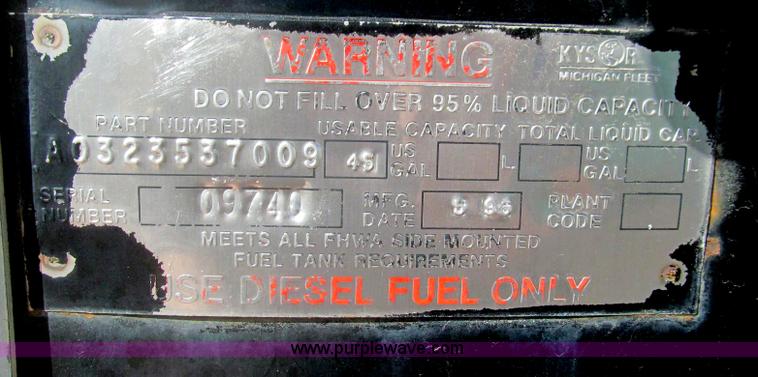 WARNING
KYSOR
MICHIGAN FLEET
DO NOT FILL OVER 95% LIQUID CAPACITY
PART NUMBER USABLE CAPACITY TOTAL LIQUID CAP
A0323537009 US GAL L US GAL L
SERIAL NUMBER 09740 MFG. DATE 9 96 PLANT CODE
MEETS ALL FHWA SIDE MOUNTED
FUEL TANK REQUIREMENTS
USE DIESEL FUEL ONLY
www.purplewave.com